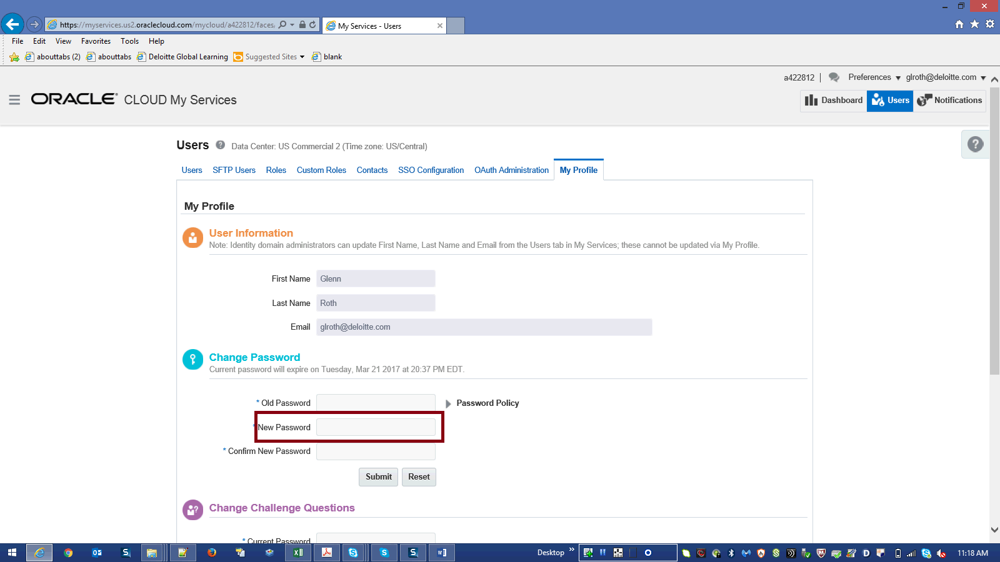 https://myservices.us2.oraclecloud.com/mycloud/a422812/faces/
My Services - Users
File Edit View Favorites Tools Help
abouttabs (2) abouttabs Deloitte Global Learning Suggested Sites blank
a422812 Preferences glroth@deloitte.com
ORACLE CLOUD My Services
Dashboard Users Notifications
Users Data Center: US Commercial 2 (Time zone: US/Central)
Users SFTP Users Roles Custom Roles Contacts SSO Configuration OAuth Administration My Profile
My Profile
User Information
Note: Identity domain administrators can update First Name, Last Name and Email from the Users tab in My Services; these cannot be updated via My Profile.
First Name Glenn
Last Name Roth
Email glroth@deloitte.com
Change Password
Current password will expire on Tuesday, Mar 21 2017 at 20:37 PM EDT.
* Old Password Password Policy
* New Password
* Confirm New Password
Submit Reset
Change Challenge Questions
* Current Password
Desktop 11:18 AM